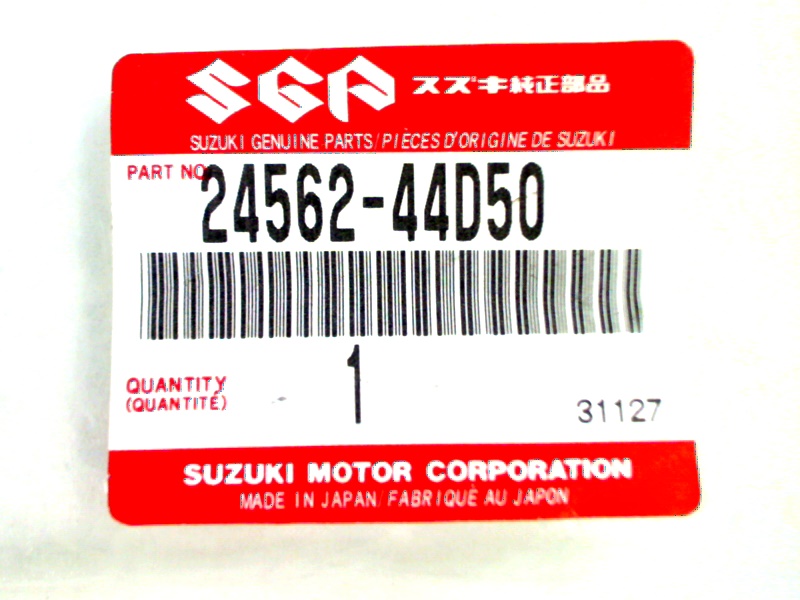 SGP スズキ純正部品
SUZUKI GENUINE PARTS/PIÈCES D'ORIGINE DE SUZUKI
PART NO.
24562-44D50
1
QUANTITY
(QUANTITÉ)
31127
SUZUKI MOTOR CORPORATION
MADE IN JAPAN/FABRIQUÉ AU JAPON